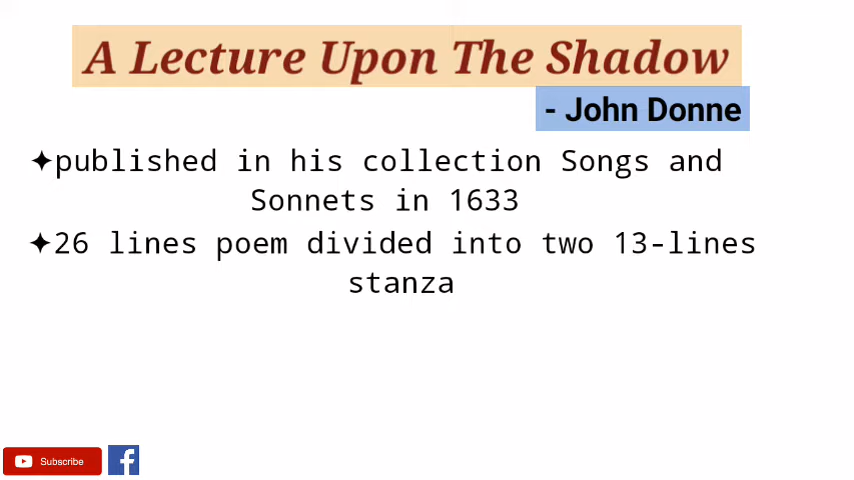 A Lecture Upon The Shadow
- John Donne
✦published in his collection Songs and
Sonnets in 1633
✦26 lines poem divided into two 13-lines
stanza
Subscribe